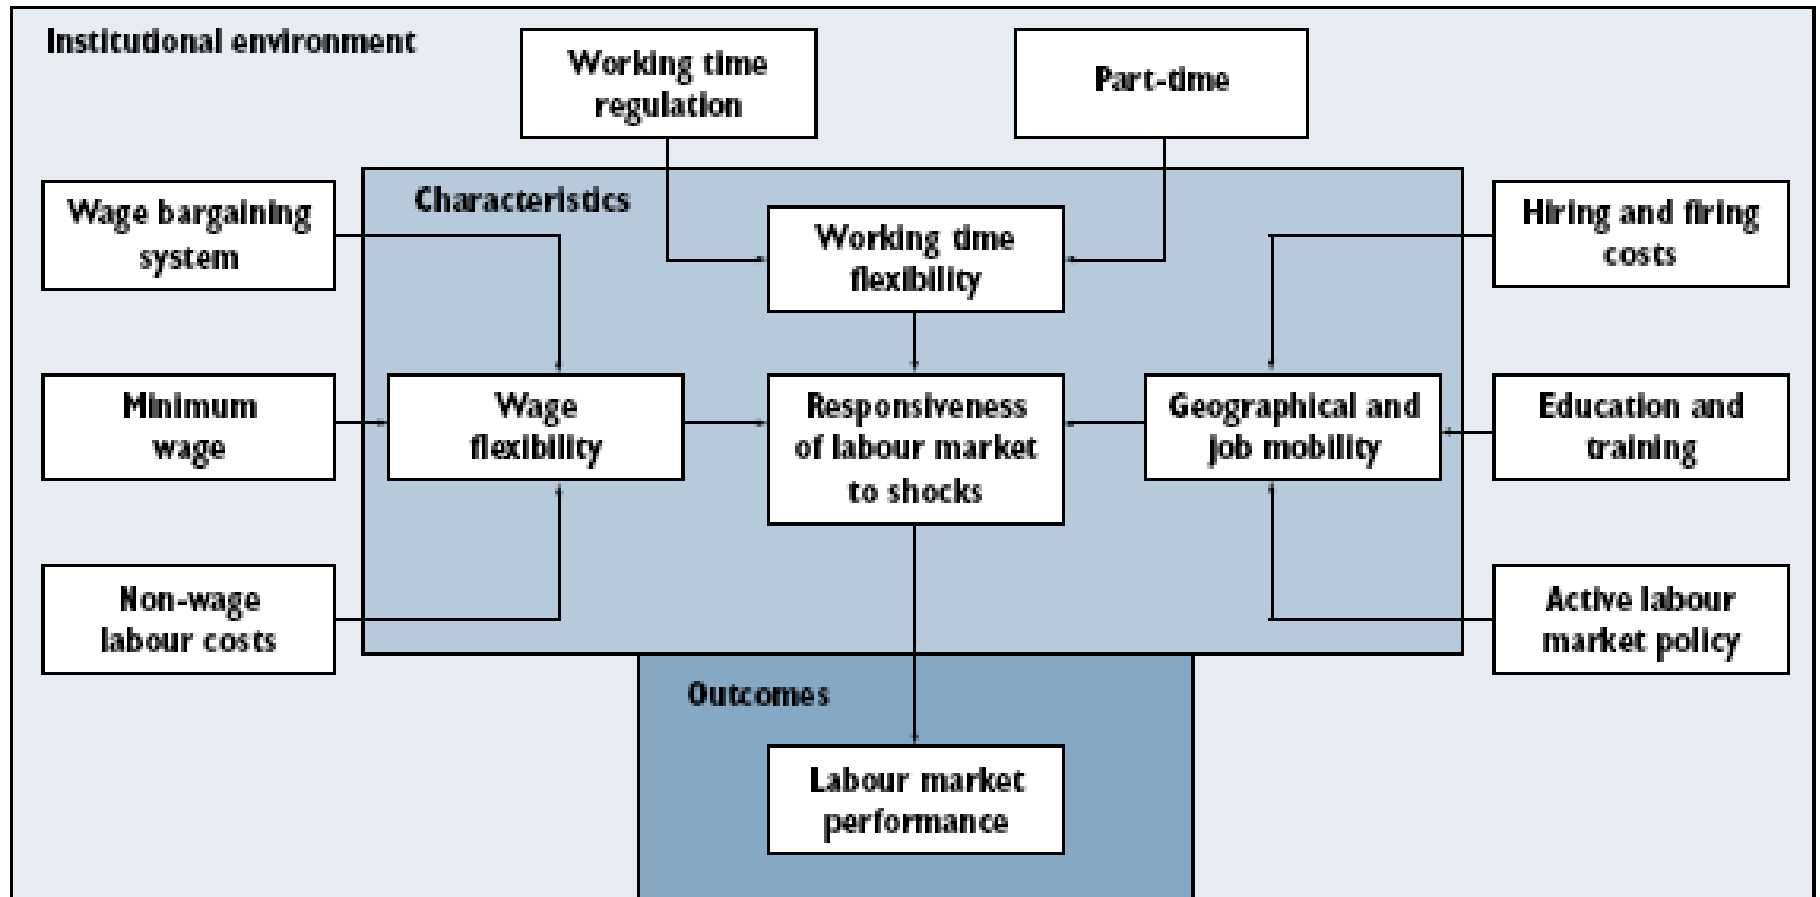 Institutional environment
Working time
regulation
Part-time
Wage bargaining
system
Characteristics
Working time
flexibility
Hiring and firing
costs
Minimum
wage
Wage
flexibility
Responsiveness
of labour market
to shocks
Geographical and
job mobility
Education and
training
Non-wage
labour costs
Active labour
market policy
Outcomes
Labour market
performance